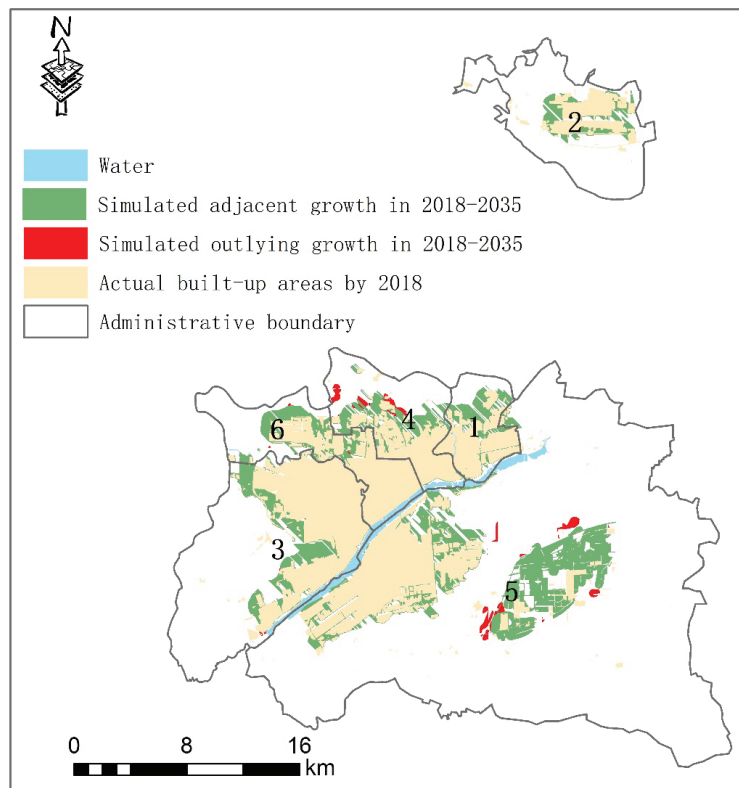 N
2
Water
Simulated adjacent growth in 2018-2035
Simulated outlying growth in 2018-2035
Actual built-up areas by 2018
Administrative boundary
6
4
1
3
5
0 8 16
km